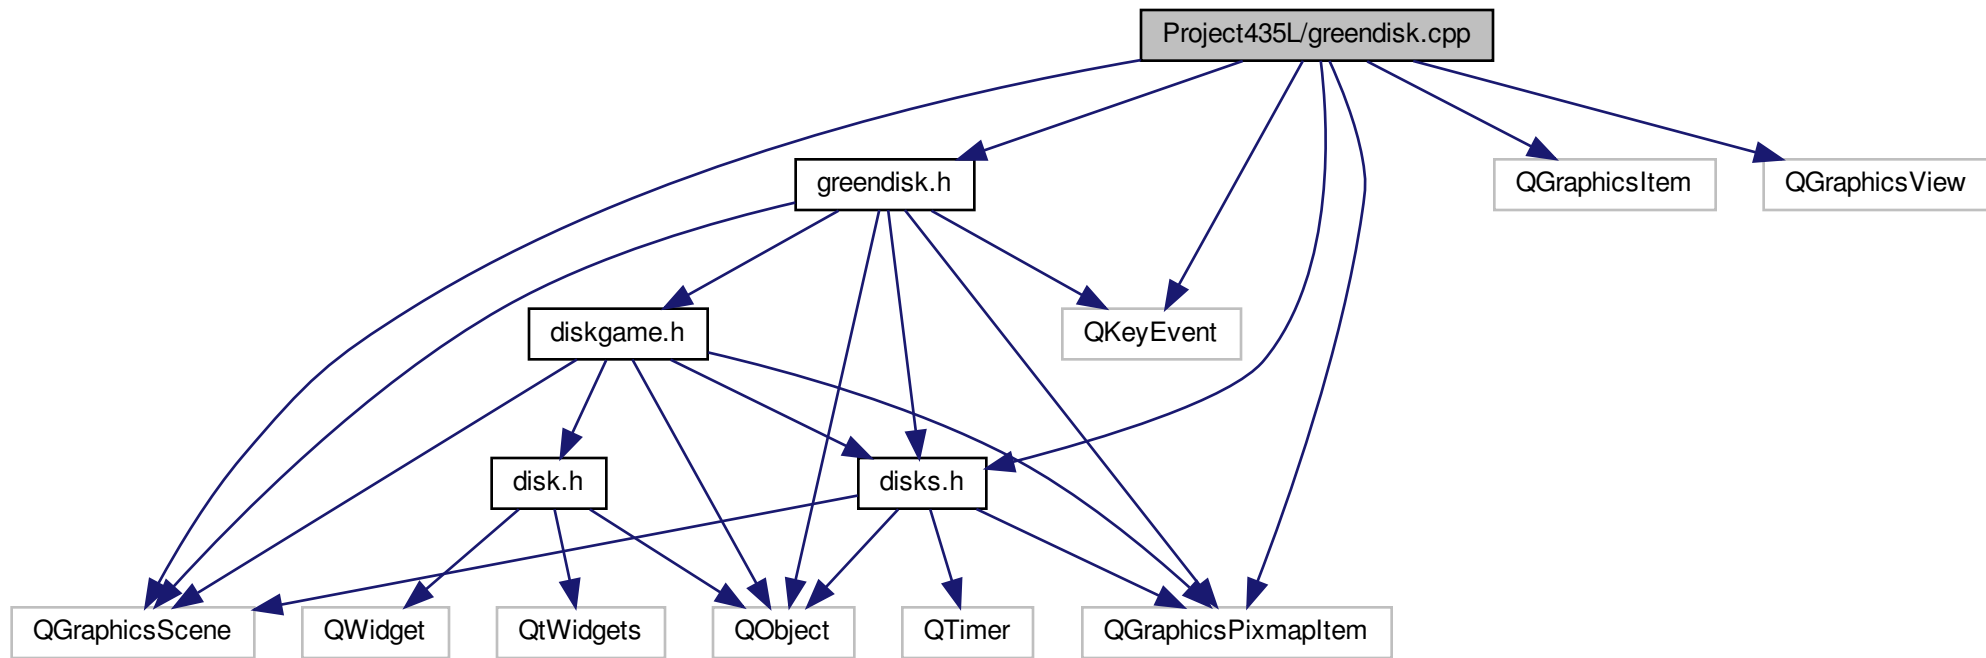 Project435L/greendisk.cpp
greendisk.h
QGraphicsItem
QGraphicsView
diskgame.h
QKeyEvent
disk.h
disks.h
QGraphicsScene
QWidget
QtWidgets
QObject
QTimer
QGraphicsPixmapItem